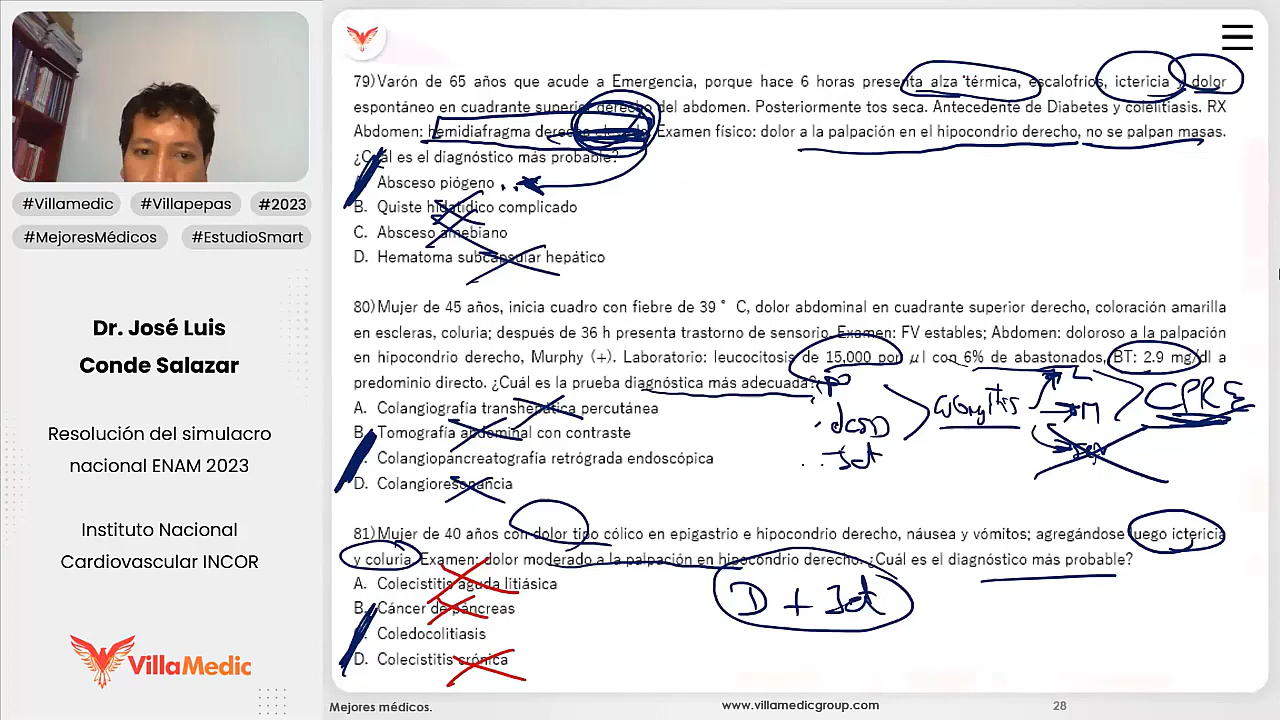 #Villamedic #Villapepas #2023
#MejoresMédicos #EstudioSmart
Dr. José Luis
Conde Salazar
Resolución del simulacro
nacional ENAM 2023
Instituto Nacional
Cardiovascular INCOR
VillaMedic
79) Varón de 65 años que acude a Emergencia, porque hace 6 horas presenta alza térmica, escalofríos, ictericia y dolor
espontáneo en cuadrante superior derecho del abdomen. Posteriormente tos seca. Antecedente de Diabetes y colelitiasis. RX
Abdomen: hemidiafragma derecho Examen físico: dolor a la palpación en el hipocondrio derecho, no se palpan masas.
¿Cuál es el diagnóstico más probable?
A. Absceso piógeno
B. Quiste hidatídico complicado
C. Absceso amebiano
D. Hematoma subcapsular hepático
80) Mujer de 45 años, inicia cuadro con fiebre de 39° C, dolor abdominal en cuadrante superior derecho, coloración amarilla
en escleras, coluria; después de 36 h presenta trastorno de sensorio. Examen: FV estables; Abdomen: doloroso a la palpación
en hipocondrio derecho, Murphy (+). Laboratorio: leucocitosis de 15,000 por μl con 6% de abastonados, BT: 2.9 mg/dl a
predominio directo. ¿Cuál es la prueba diagnóstica más adecuada?
A. Colangiografía transhepática percutánea
B. Tomografía abdominal con contraste
C. Colangiopancreatografía retrógrada endoscópica
D. Colangioresonancia
CPRE
L
M
81) Mujer de 40 años con dolor tipo cólico en epigastrio e hipocondrio derecho, náusea y vómitos; agregándose luego ictericia
y coluria. Examen: dolor moderado a la palpación en hipocondrio derecho. ¿Cuál es el diagnóstico más probable?
A. Colecistitis aguda litiásica
B. Cáncer de páncreas
C. Coledocolitiasis
D. Colecistitis crónica
D + Ict
Mejores médicos. www.villamedicgroup.com 28